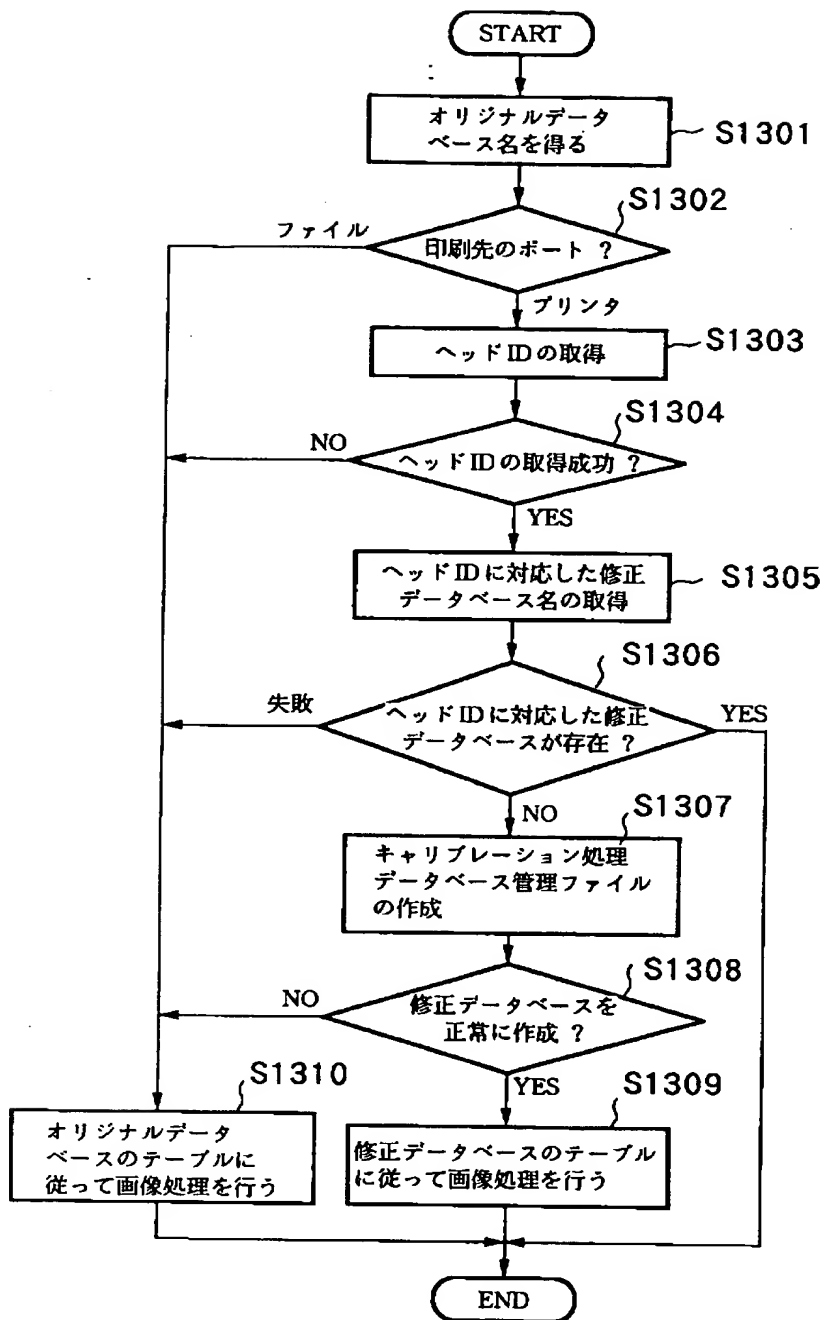 START
オリジナルデータ
ベース名を得る
S1301
S1302
ファイル
印刷先のポート ?
プリンタ
ヘッドIDの取得
S1303
S1304
NO
ヘッドIDの取得成功 ?
YES
ヘッドIDに対応した修正
データベース名の取得
S1305
S1306
失敗
ヘッドIDに対応した修正
データベースが存在 ?
YES
NO
S1307
キャリブレーション処理
データベース管理ファイル
の作成
S1308
NO
修正データベースを
正常に作成 ?
YES
S1309
S1310
オリジナルデータ
ベースのテーブルに
従って画像処理を行う
修正データベースのテーブル
に従って画像処理を行う
END